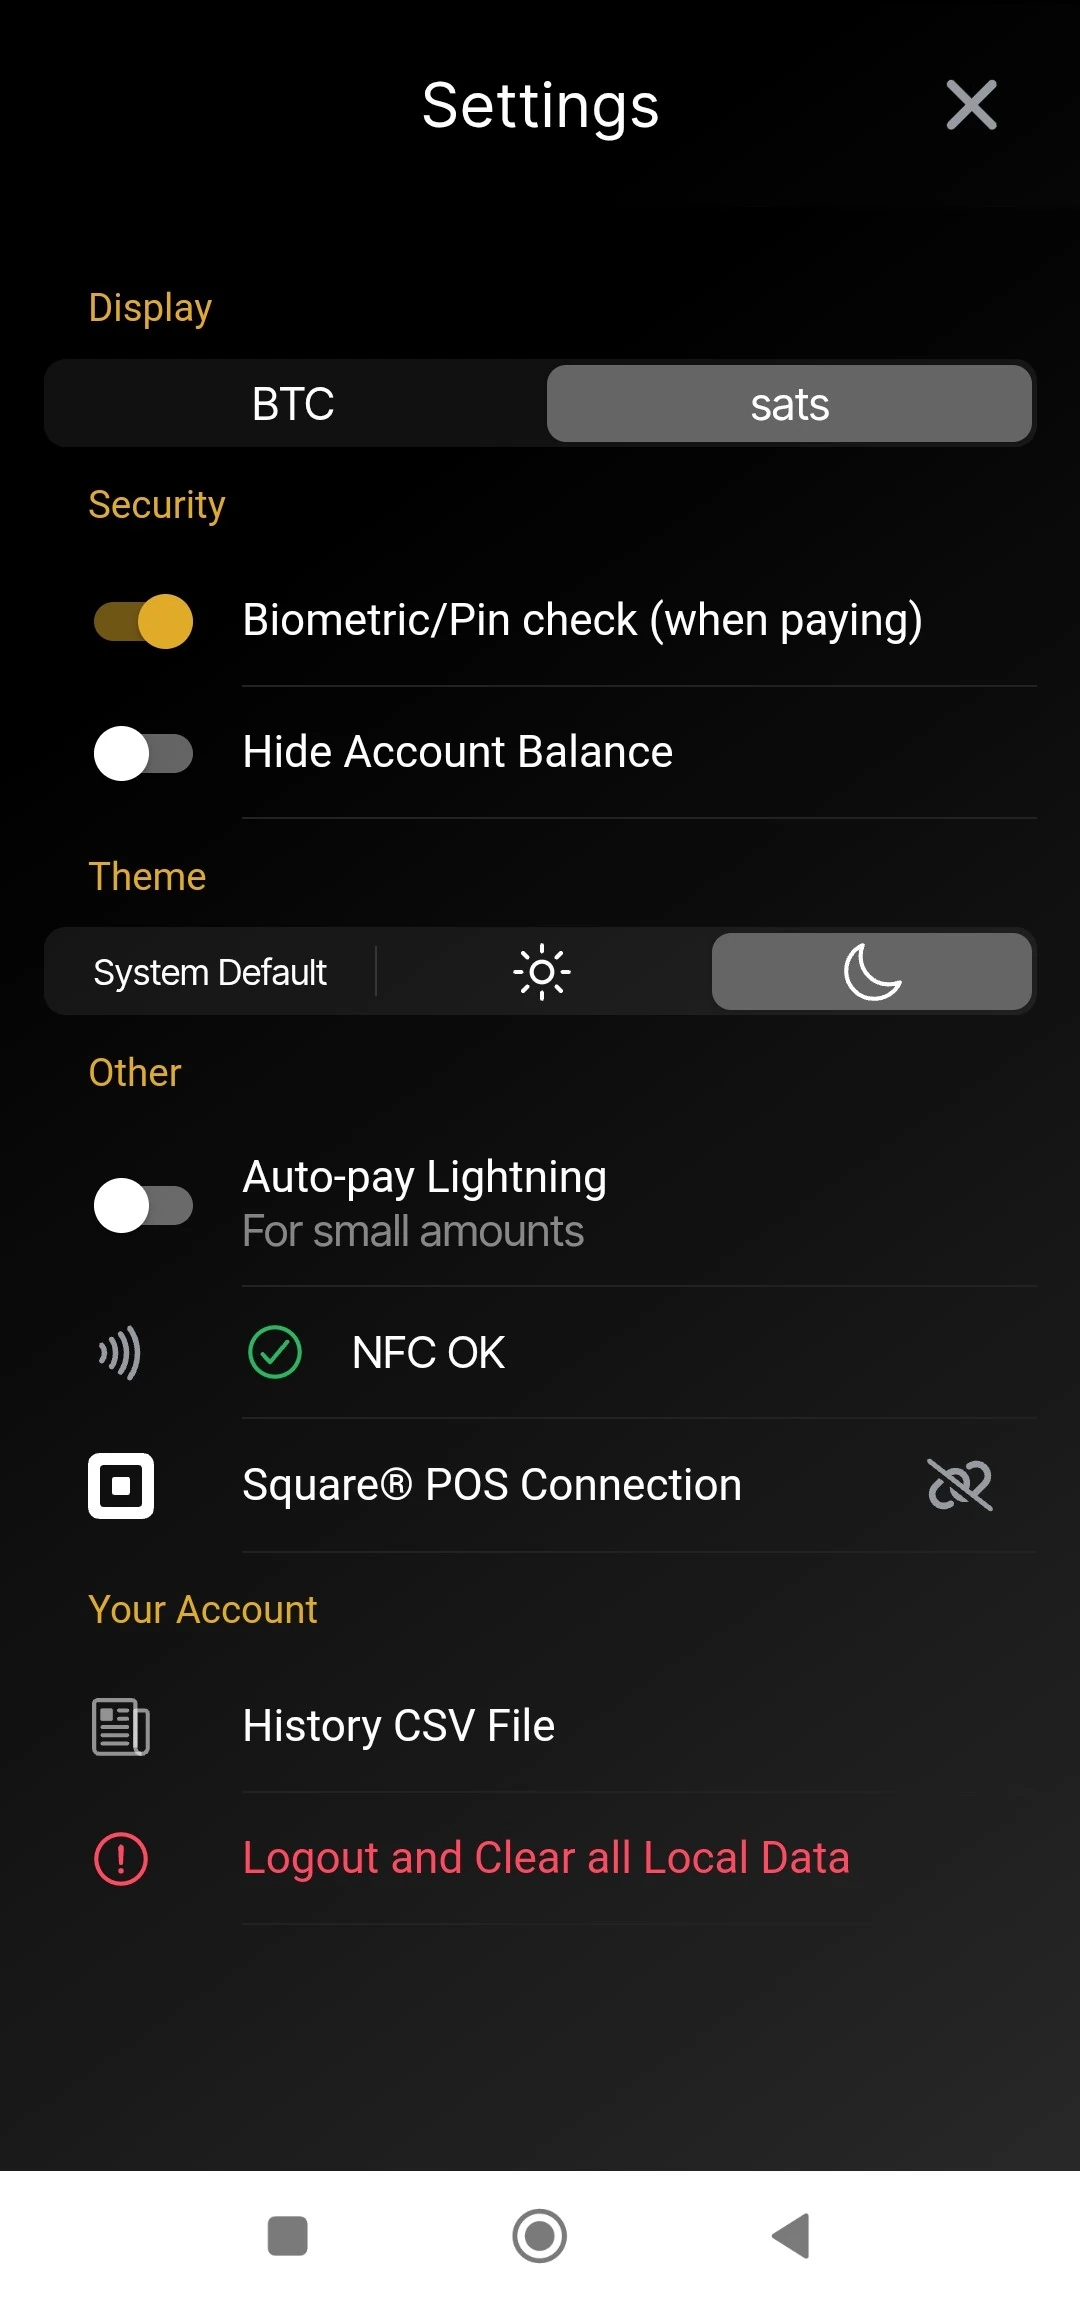 Settings
Display
BTC
sats
Security
Biometric/Pin check (when paying)
Hide Account Balance
Theme
System Default
Other
Auto-pay Lightning
For small amounts
NFC OK
Square® POS Connection
Your Account
History CSV File
Logout and Clear all Local Data